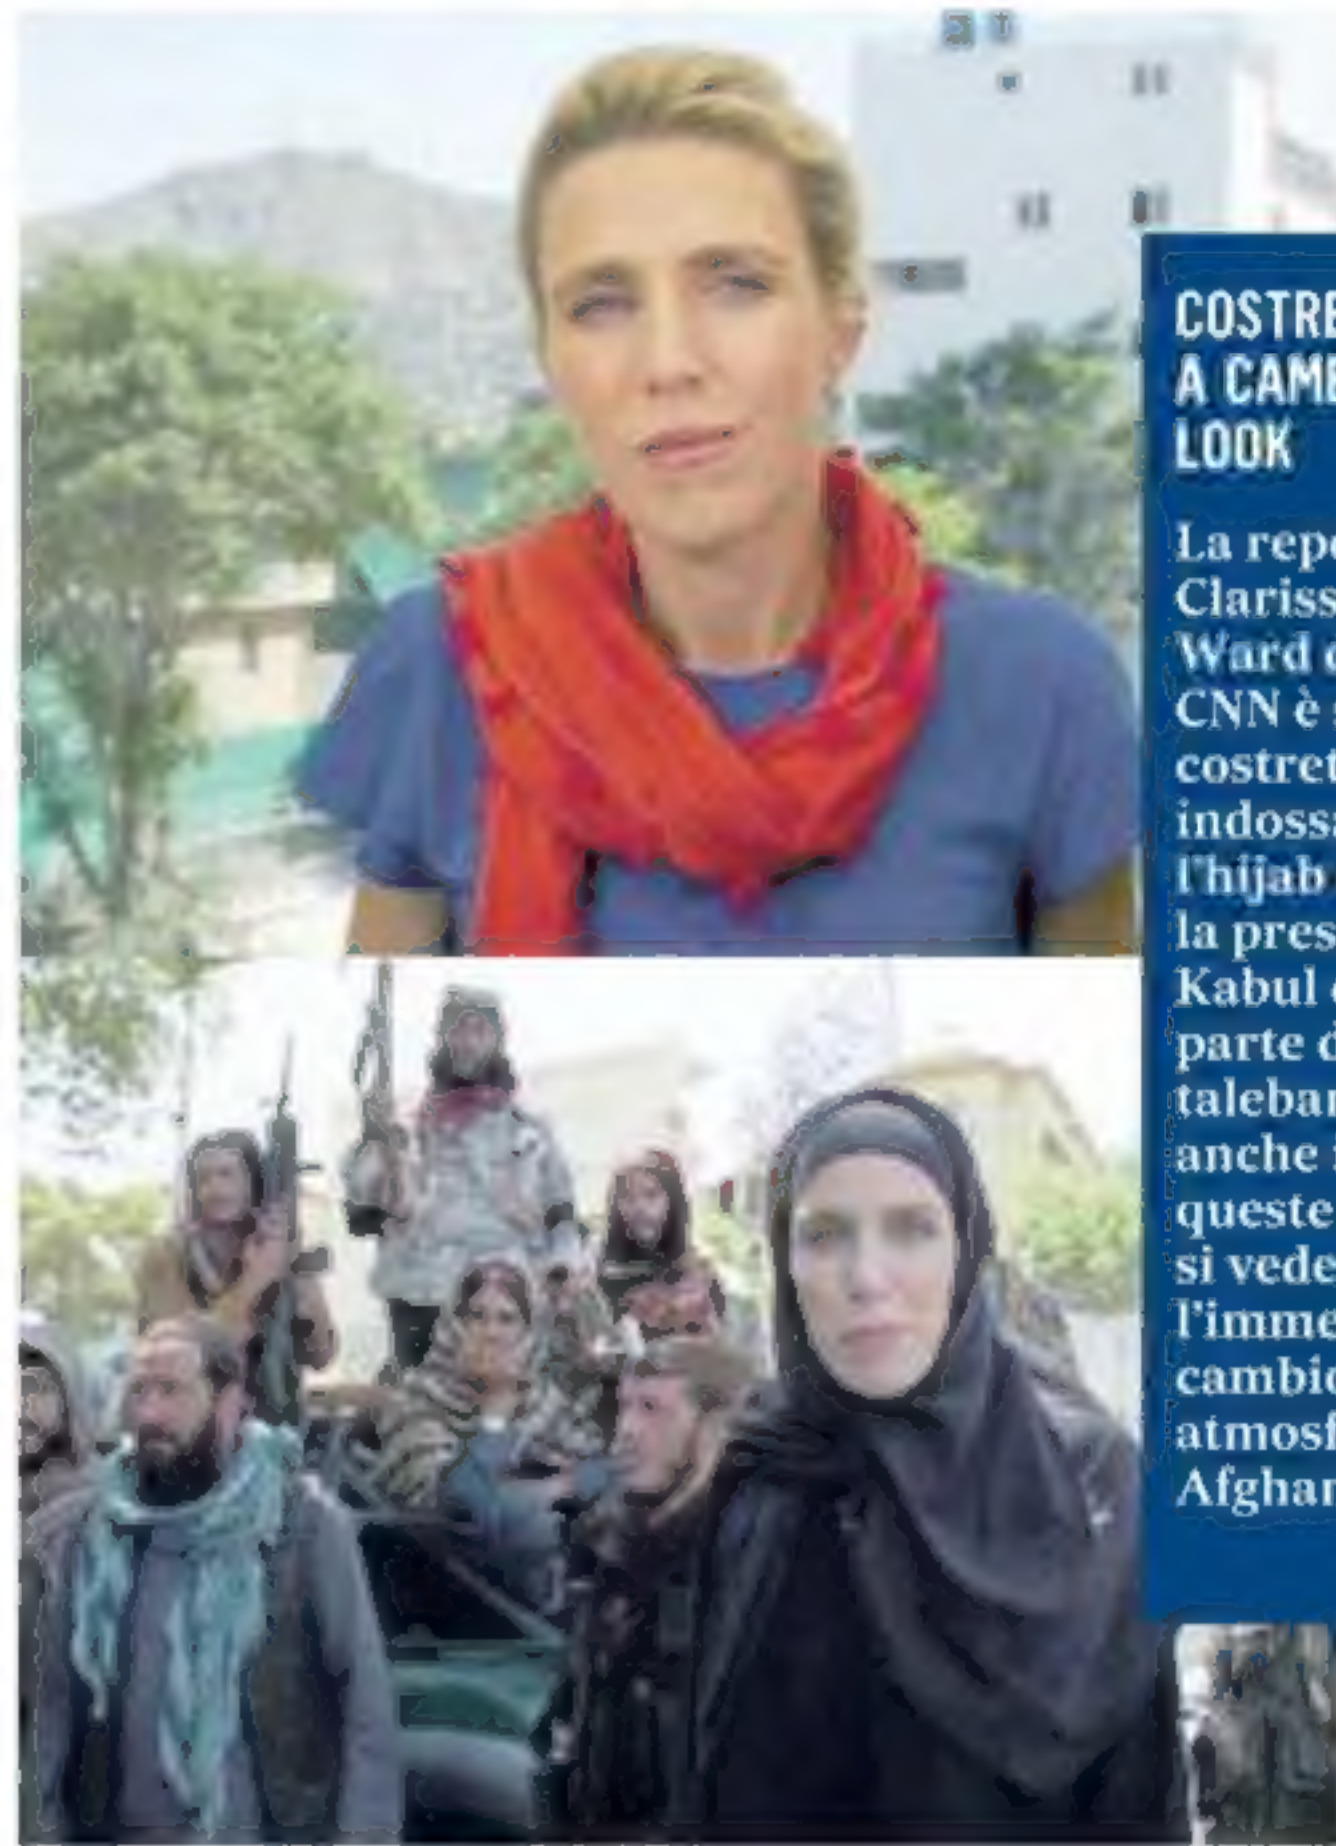 COSTRE
A CAMB
LOOK
La repo
Clariss
Ward d
CNN è s
costret
indossa
l'hijab
la pres
Kabul d
parte d
taleban
anche
queste
si vede
l'imme
cambio
atmosf
Afghan